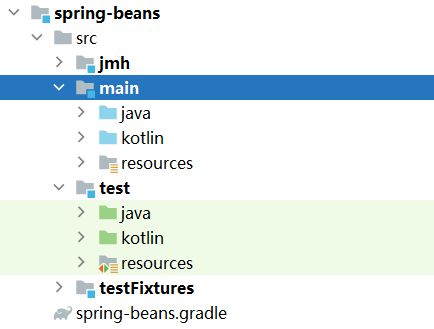 spring-beans
src
jmh
main
java
kotlin
resources
test
java
kotlin
resources
testFixtures
spring-beans.gradle